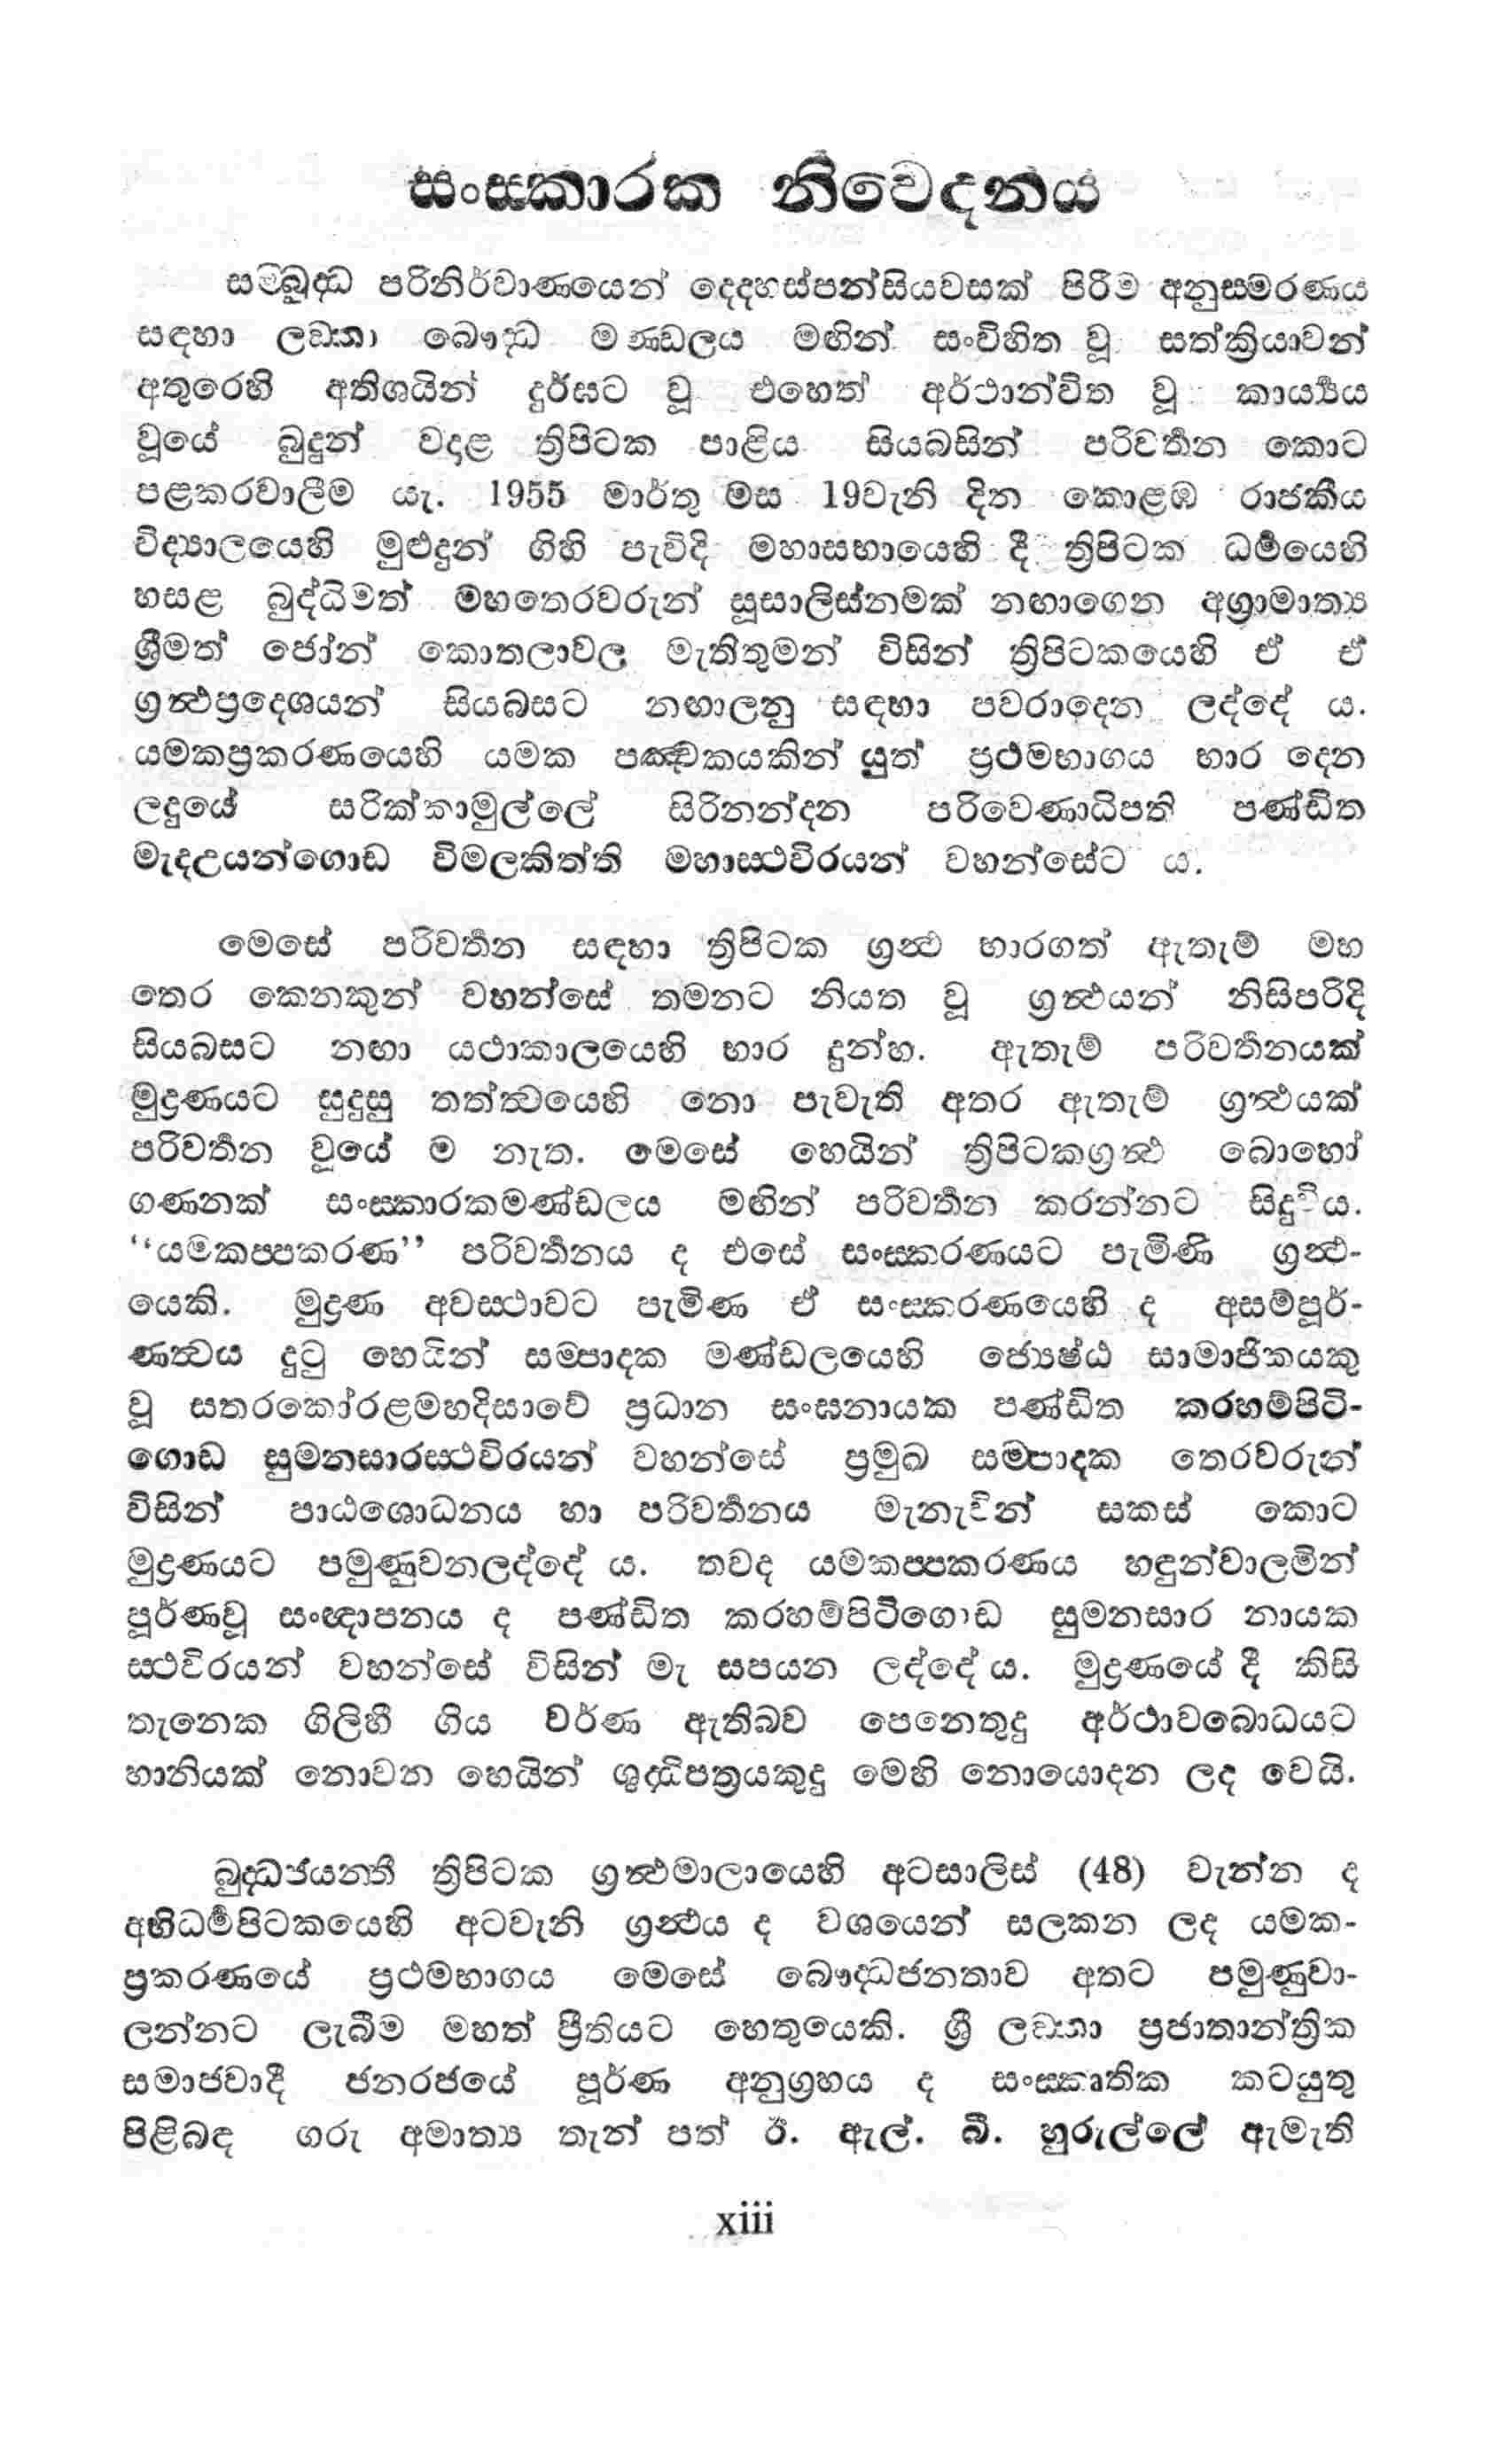 සංස්කාරක නිවේදනය
සම්බුද්ධ පරිනිර්වාණයෙන් දෙදහස්පන්සියවසක් පිරීම අනුස්මරණය
සඳහා ලඞ්කා බෞද්ධ මණ්ඩලය මඟින් සංවිහිත වූ සත්ක්‍රියාවන්
අතුරෙහි අතිශයින් දුර්ඝට වූ එහෙත් අර්ථාන්විත වූ කාර්‍ය්‍යය
වූයේ බුදුන් වදාළ ත්‍රිපිටක පාළිය සියබසින් පරිවර්තන කොට
පළකරවාලීම යැ. 1955 මාර්තු මස 19වැනි දින කොළඹ රාජකීය
විද්‍යාලයෙහි මුළුදුන් ගිහි පැවිදි මහාසභායෙහි දී ත්‍රිපිටක ධර්මයෙහි
හසළ බුද්ධිමත් මහතෙරවරුන් සූසාලිස්නමක් නඟාගෙන අග්‍රාමාත්‍ය
ශ්‍රීමත් ජෝන් කොතලාවල මැතිතුමන් විසින් ත්‍රිපිටකයෙහි ඒ ඒ
ග්‍රන්ථප්‍රදෙශයන් සියබසට නඟාලනු සඳහා පවරාදෙන ලද්දේ ය.
යමකප්‍රකරණයෙහි යමක පඤ්චකයකින් යුත් ප්‍රථමභාගය භාර දෙන
ලදුයේ සරික්කාමුල්ලේ සිරිනන්දන පරිවෙණාධිපති පණ්ඩිත
මැදඋයන්ගොඩ විමලකිත්ති මහාස්ථවිරයන් වහන්සේට ය.
මෙසේ පරිවර්තන සඳහා ත්‍රිපිටක ග්‍රන්ථ භාරගත් ඇතැම් මහ
තෙර කෙනකුන් වහන්සේ තමනට නියත වූ ග්‍රන්ථයන් නිසිපරිදි
සියබසට නඟා යථාකාලයෙහි භාර දුන්හ. ඇතැම් පරිවර්තනයක්
මුද්‍රණයට සුදුසු තත්ත්වයෙහි නො පැවැති අතර ඇතැම් ග්‍රන්ථයක්
පරිවර්තන වූයේ ම නැත. මෙසේ හෙයින් ත්‍රිපිටකග්‍රන්ථ බොහෝ
ගණනක් සංස්කාරකමණ්ඩලය මඟින් පරිවර්තන කරන්නට සිදුවිය.
“යමකප්පකරණ” පරිවර්තනය ද එසේ සංස්කරණයට පැමිණි ග්‍රන්ථ-
යෙකි. මුද්‍රණ අවස්ථාවට පැමිණ ඒ සංස්කරණයෙහි ද අසම්පූර්-
ණත්වය දුටු හෙයින් සම්පාදක මණ්ඩලයෙහි ජ්‍යෙෂ්ඨ සාමාජිකයකු
වූ සතරකෝරළමහදිසාවේ ප්‍රධාන සංඝනායක පණ්ඩිත කරහම්පිටි-
ගොඩ සුමනසාරස්ථවිරයන් වහන්සේ ප්‍රමුඛ සම්පාදක තෙරවරුන්
විසින් පාඨශොධනය හා පරිවර්තනය මැනැවින් සකස් කොට
මුද්‍රණයට පමුණුවනලද්දේ ය. තවද යමකප්පකරණය හඳුන්වාලමින්
පූර්ණවූ සංඥාපනය ද පණ්ඩිත කරහම්පිටිගොඩ සුමනසාර නායක
ස්ථවිරයන් වහන්සේ විසින් මැ සපයන ලද්දේ ය. මුද්‍රණයේ දී කිසි
තැනෙක ගිලිහී ගිය වර්ණ ඇතිබව පෙනෙතුදු අර්ථාවබොධයට
හානියක් නොවන හෙයින් ශුද්ධිපත්‍රයකුදු මෙහි නොයොදන ලද වෙයි.
බුද්ධජයන්තී ත්‍රිපිටක ග්‍රන්ථමාලායෙහි අටසාලිස් (48) වැන්න ද
අභිධර්මපිටකයෙහි අටවැනි ග්‍රන්ථය ද වශයෙන් සලකන ලද යමක-
ප්‍රකරණයේ ප්‍රථමභාගය මෙසේ බෞද්ධජනතාව අතට පමුණුවා-
ලන්නට ලැබීම මහත් ප්‍රීතියට හෙතුයෙකි. ශ්‍රී ලඞ්කා ප්‍රජාතාන්ත්‍රික
සමාජවාදී ජනරජයේ පූර්ණ අනුග්‍රහය ද සංස්කෘතික කටයුතු
පිළිබඳ ගරු අමාත්‍ය තැන් පත් ඊ. ඇල්. බී. හුරුල්ලේ ඇමැති
xiii